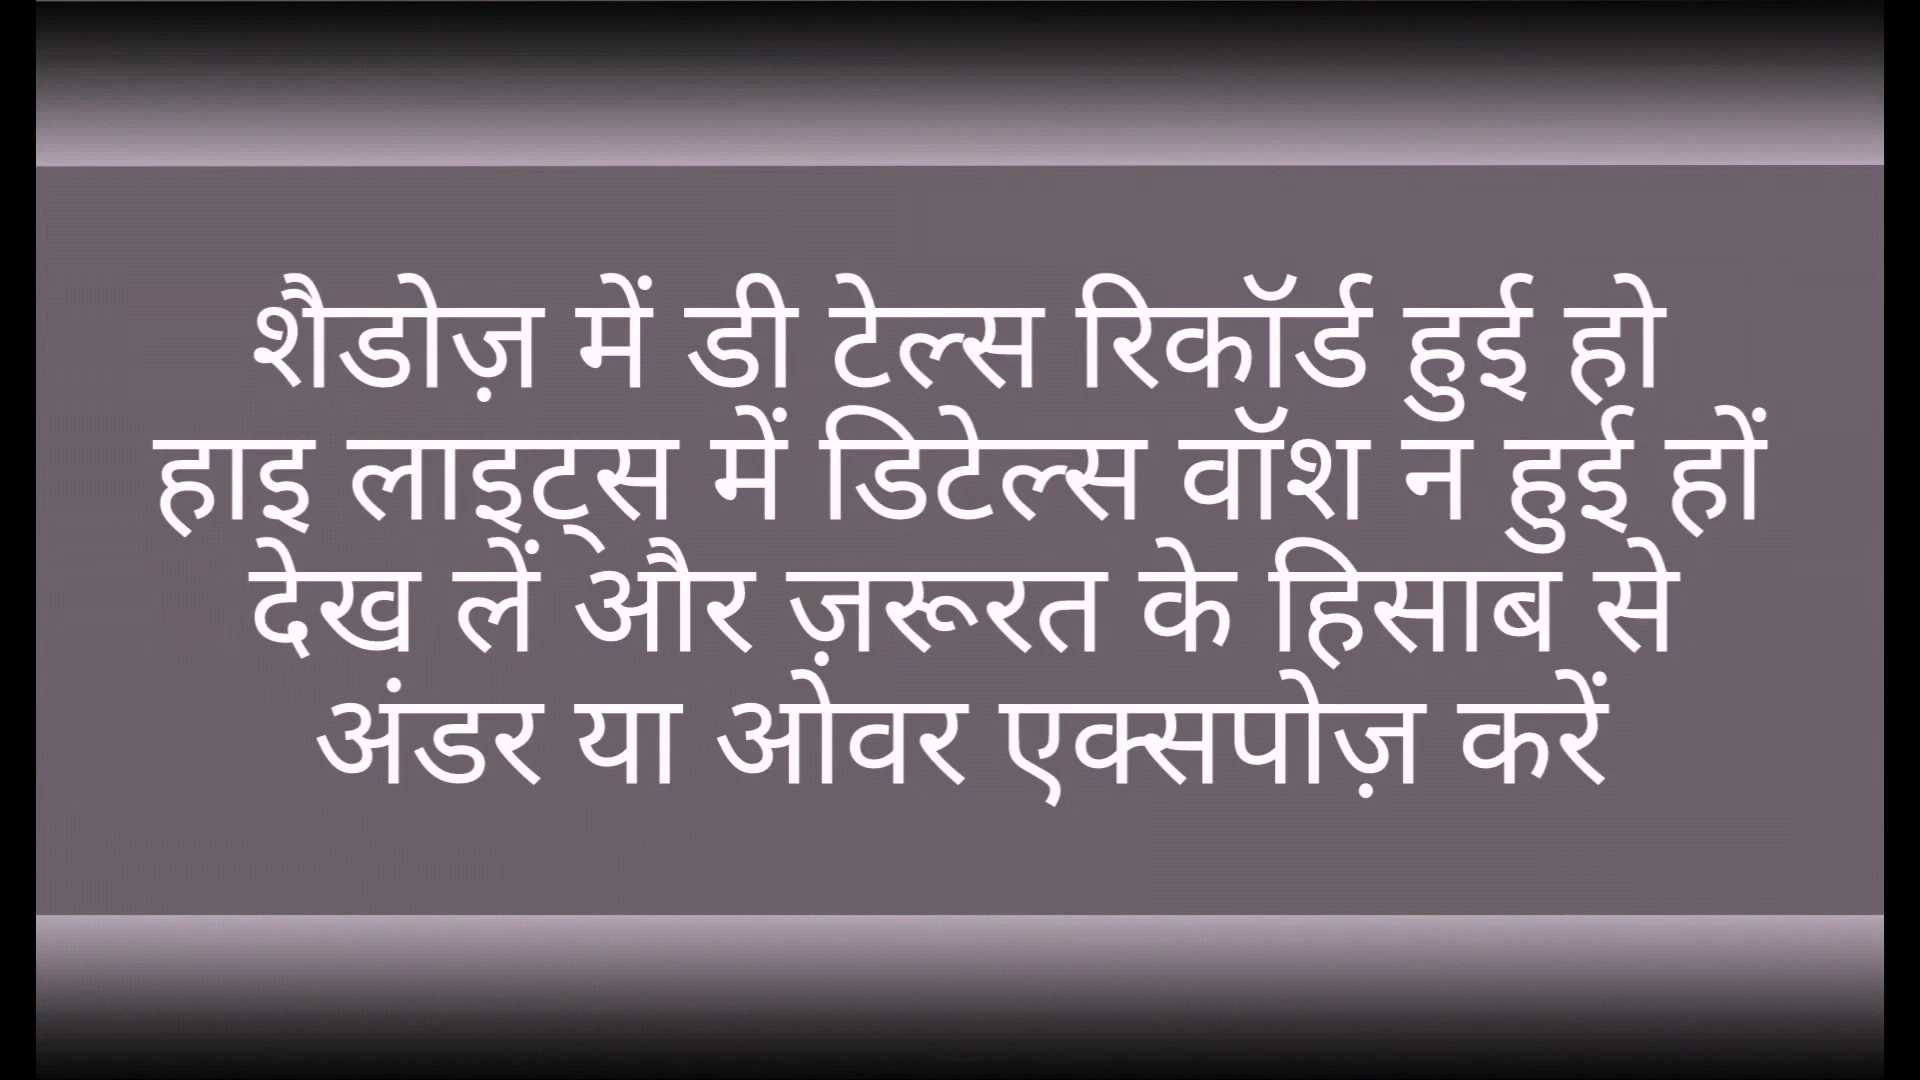 शैडोज़ में डी टेल्स रिकॉर्ड हुई हो
हाइ लाइट्स में डिटेल्स वॉश न हुई हों
देख लें और ज़रूरत के हिसाब से
अंडर या ओवर एक्सपोज़ करें